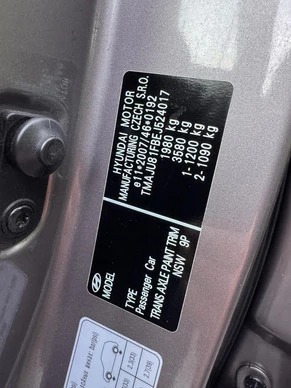 HYUNDAI MOTOR
MANUFACTURING CZECH S.R.O.
e11*2007/46*0192
TMAJU81FBEJ524017
1980 kg
3580 kg
1-1200 kg
2-1090 kg
MODEL
TYPE
Passenger Car
TRANS AXLE PAINT TRIM
NSW 9P